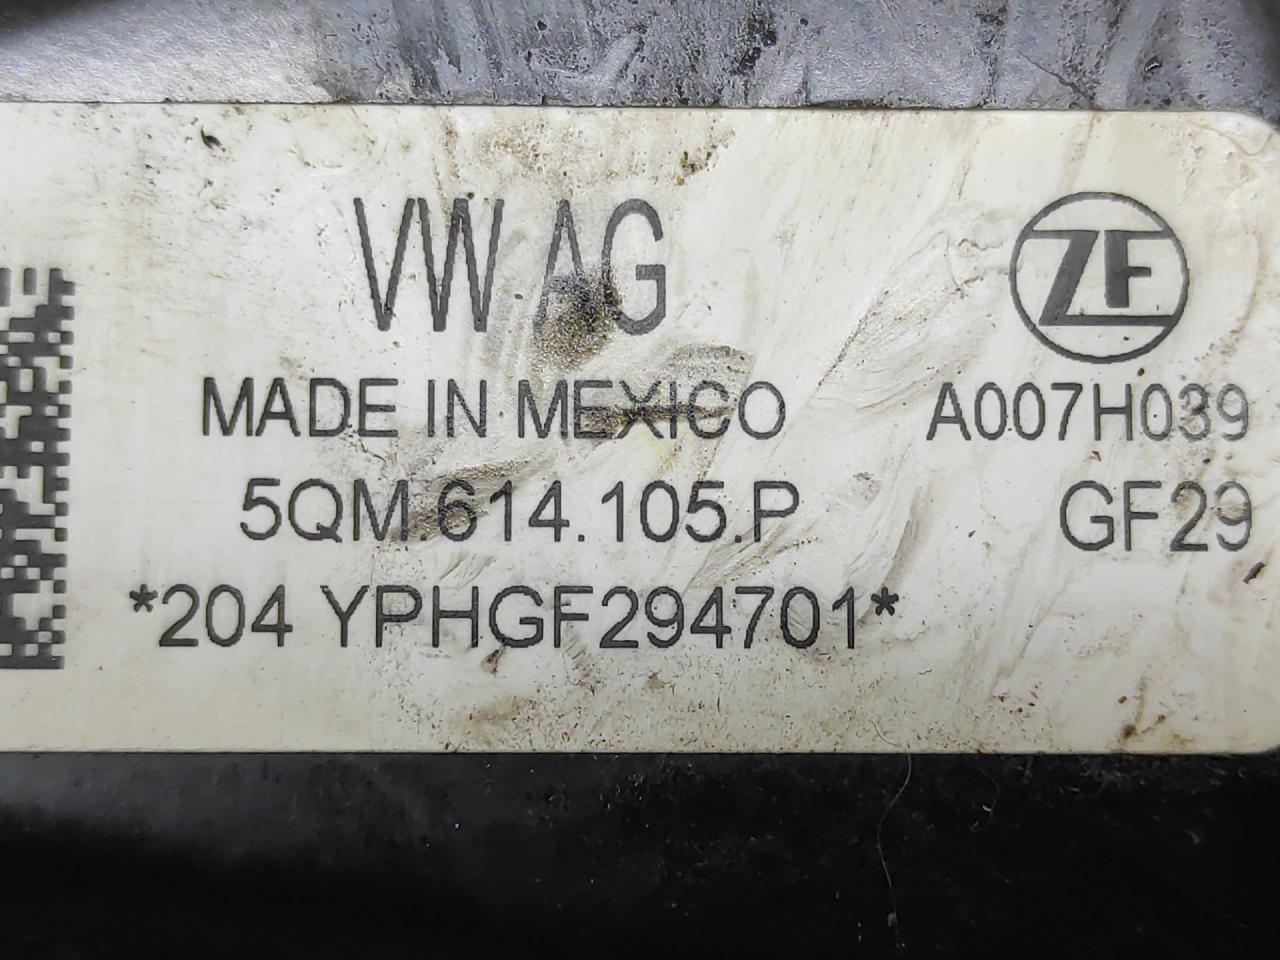 VW AG
ZF
MADE IN MEXICO
A007H039
5QM.614.105.P
GF29
*204 YPHGF294701*